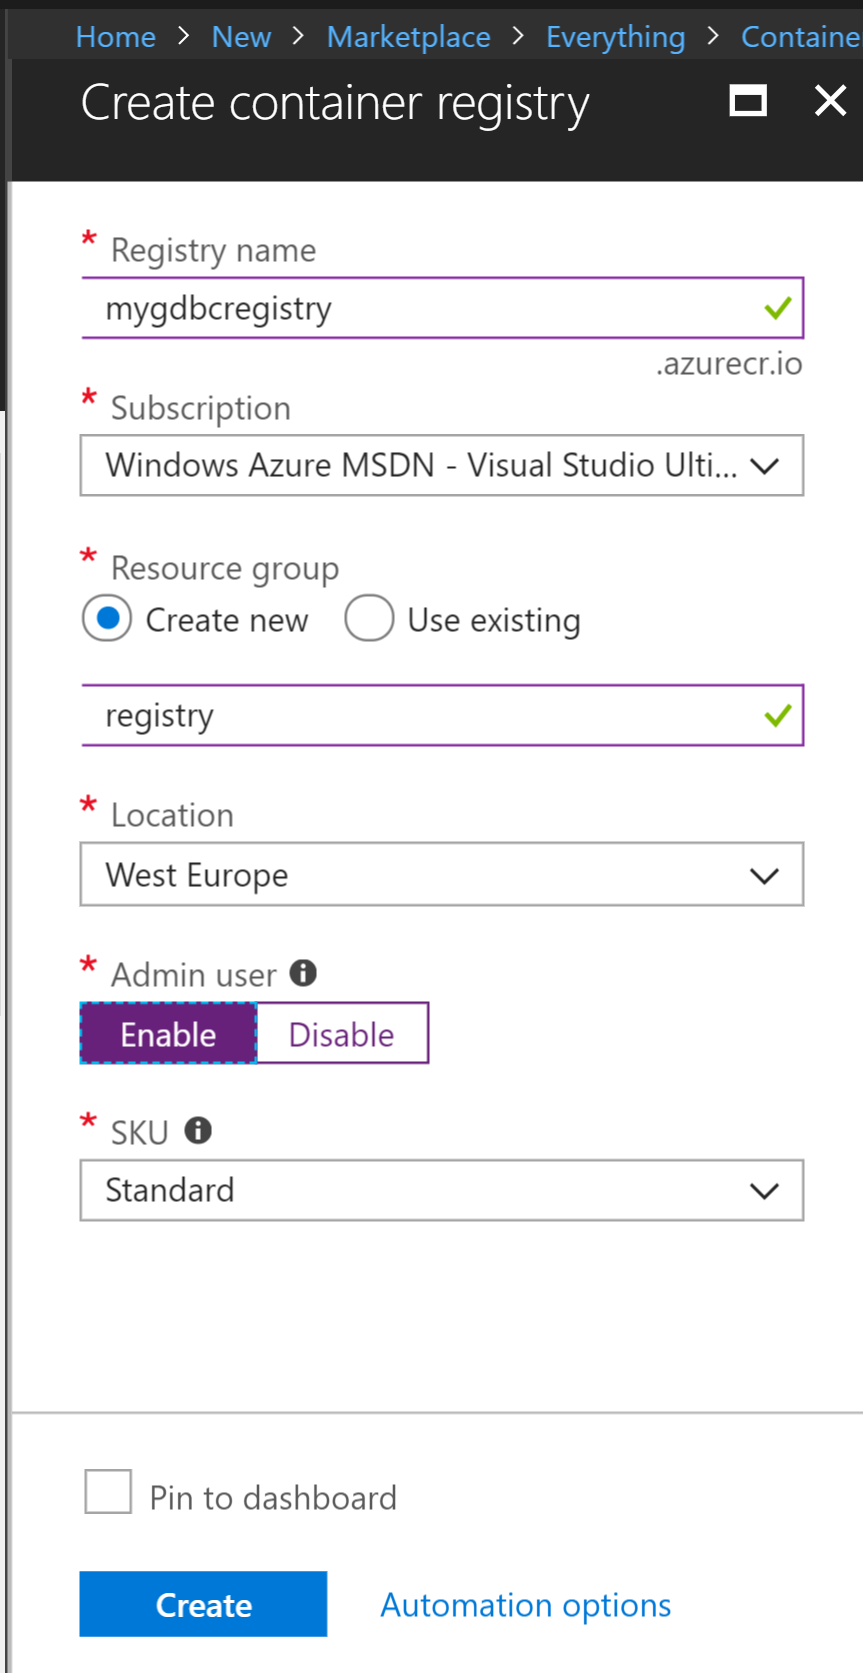 Home > New > Marketplace > Everything > Containe
Create container registry
* Registry name
mygdbcregistry
.azurecr.io
* Subscription
Windows Azure MSDN - Visual Studio Ulti...
* Resource group
Create new Use existing
registry
* Location
West Europe
* Admin user
Enable Disable
* SKU
Standard
Pin to dashboard
Create Automation options